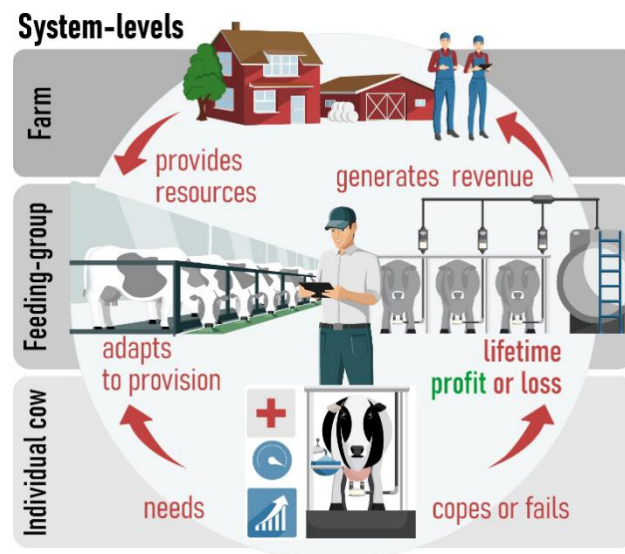 System-levels
Farm
provides
resources
generates revenue
Feeding-group
adapts
to provision
lifetime
profit or loss
Individual cow
needs
copes or fails